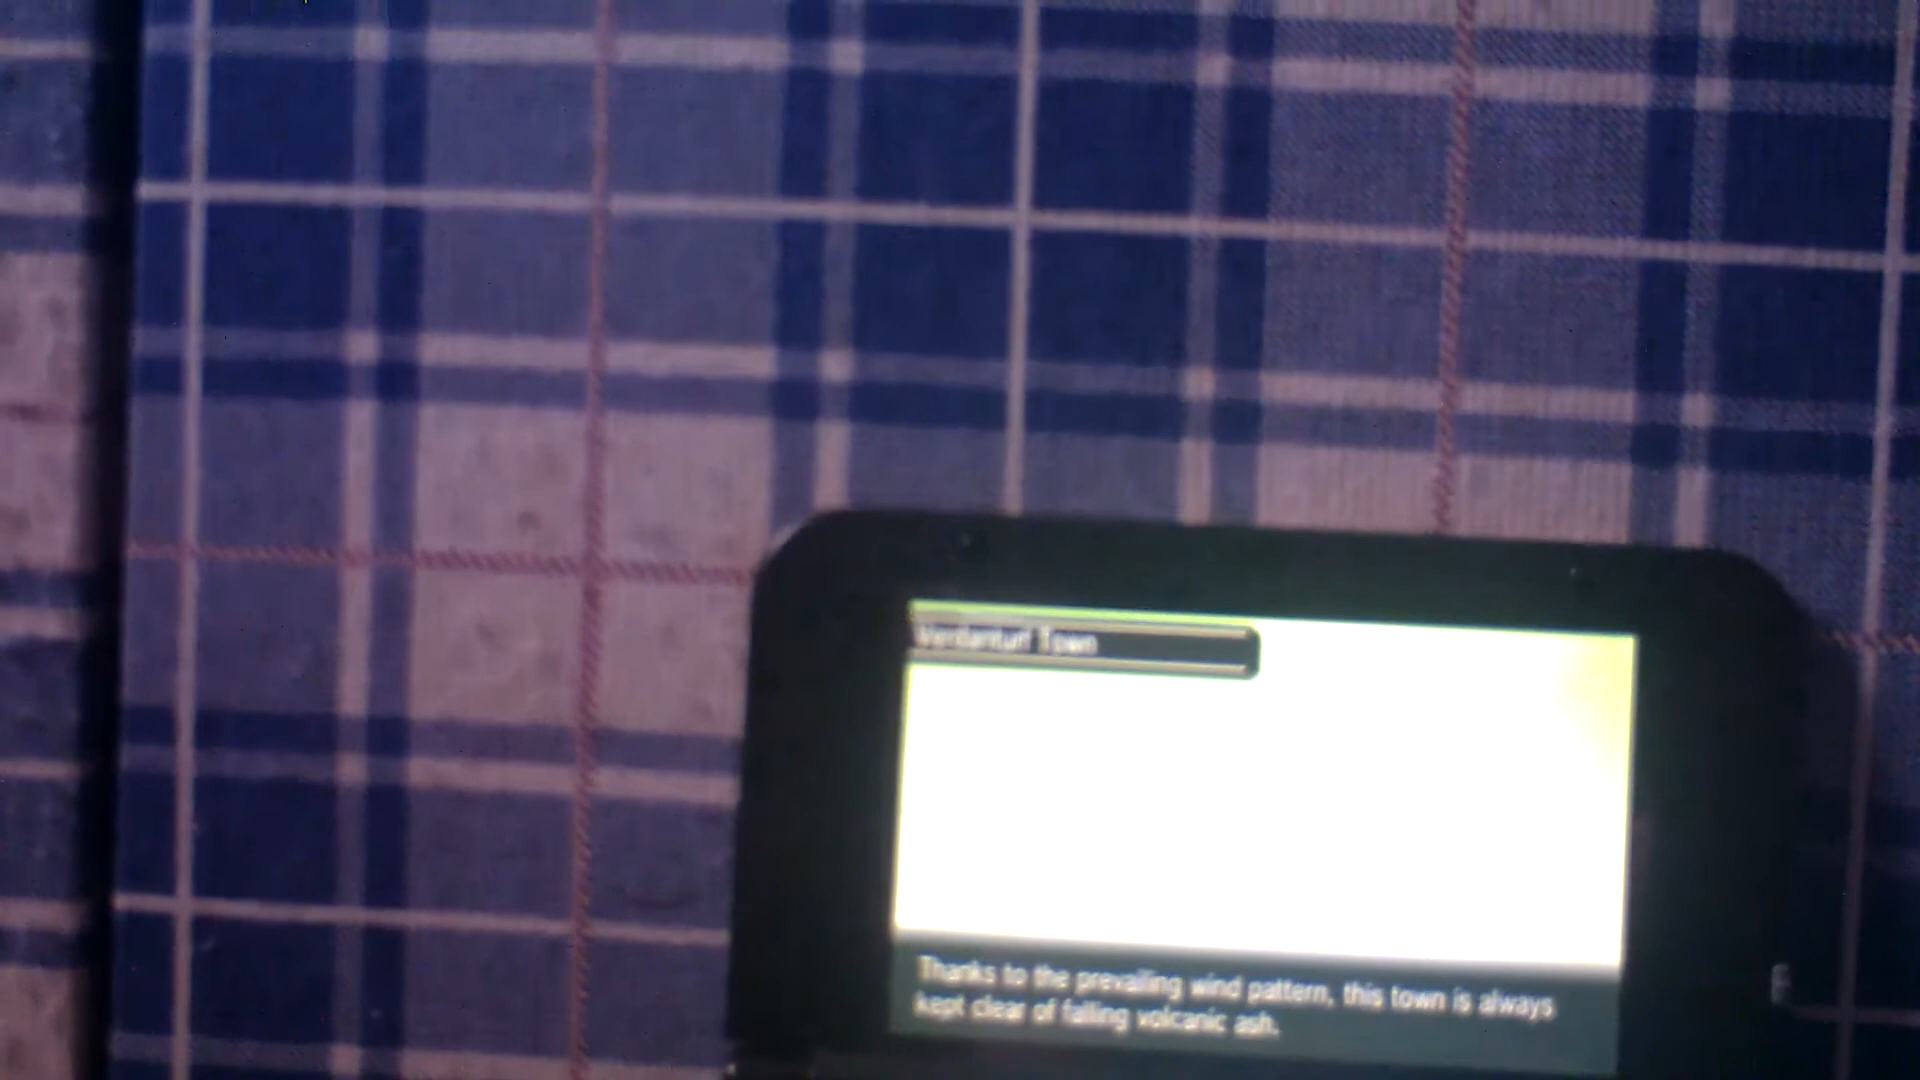 Verdanturf Town
Thanks to the prevailing wind pattern, this town is always
kept clear of falling volcanic ash.